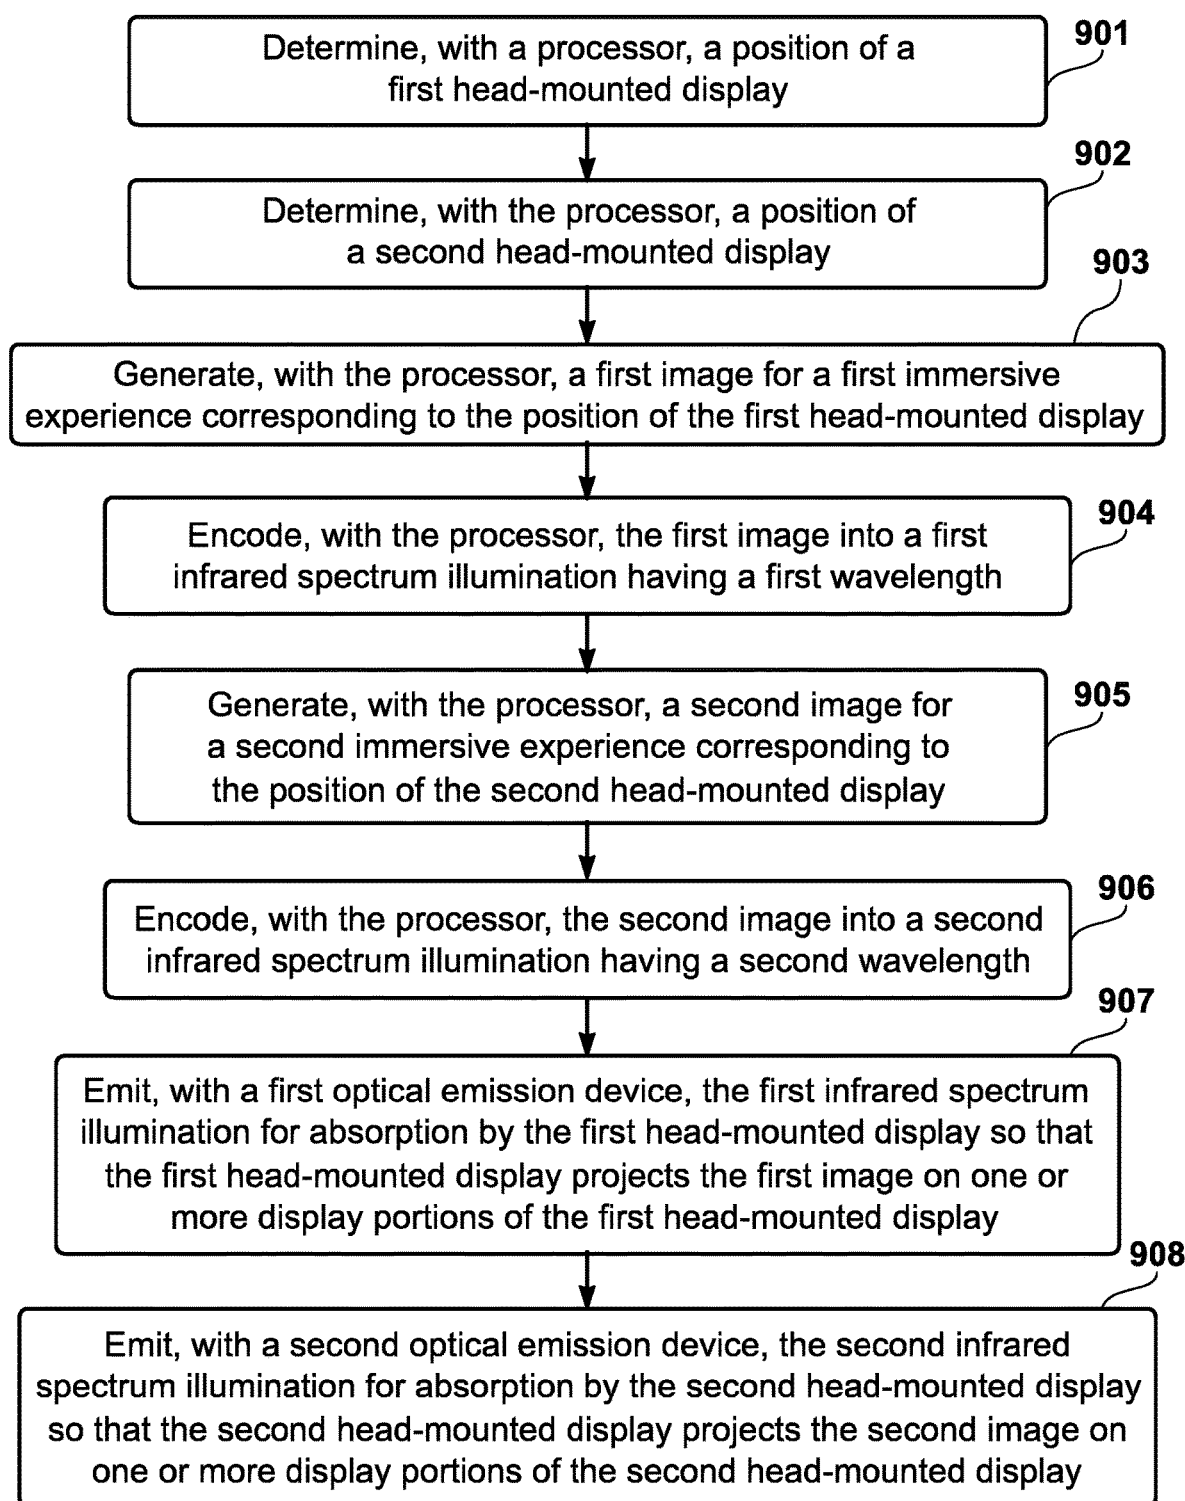 901
Determine, with a processor, a position of a
first head-mounted display
902
Determine, with the processor, a position of
a second head-mounted display
903
Generate, with the processor, a first image for a first immersive
experience corresponding to the position of the first head-mounted display
904
Encode, with the processor, the first image into a first
infrared spectrum illumination having a first wavelength
905
Generate, with the processor, a second image for
a second immersive experience corresponding to
the position of the second head-mounted display
906
Encode, with the processor, the second image into a second
infrared spectrum illumination having a second wavelength
907
Emit, with a first optical emission device, the first infrared spectrum
illumination for absorption by the first head-mounted display so that
the first head-mounted display projects the first image on one or
more display portions of the first head-mounted display
908
Emit, with a second optical emission device, the second infrared
spectrum illumination for absorption by the second head-mounted display
so that the second head-mounted display projects the second image on
one or more display portions of the second head-mounted display